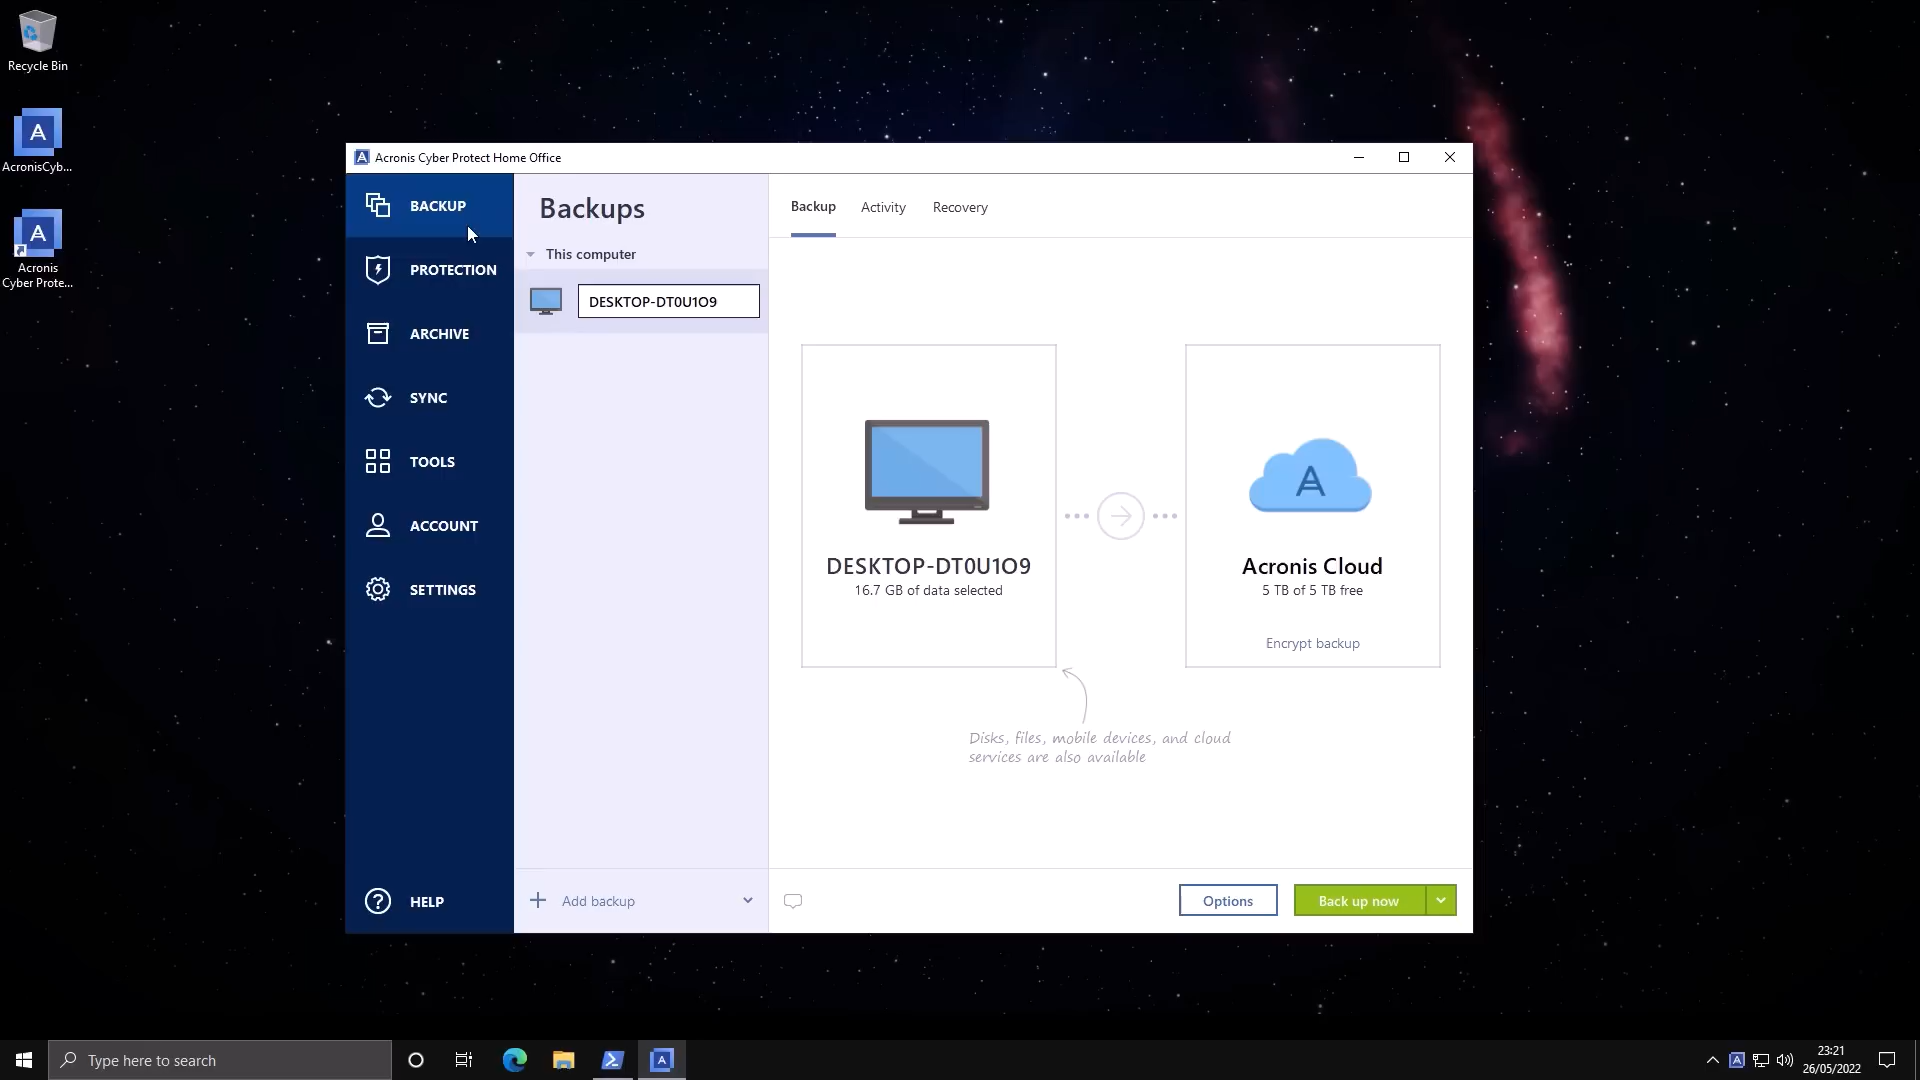 Recycle Bin
AcronisCyb...
Acronis
Cyber Prote...
Acronis Cyber Protect Home Office
BACKUP
PROTECTION
ARCHIVE
SYNC
TOOLS
ACCOUNT
SETTINGS
HELP
Backups
This computer
DESKTOP-DT0U1O9
Add backup
Backup Activity Recovery
DESKTOP-DT0U1O9
16.7 GB of data selected
Acronis Cloud
5 TB of 5 TB free
Encrypt backup
Disks, files, mobile devices, and cloud
services are also available
Options
Back up now
Type here to search
23:21
26/05/2022